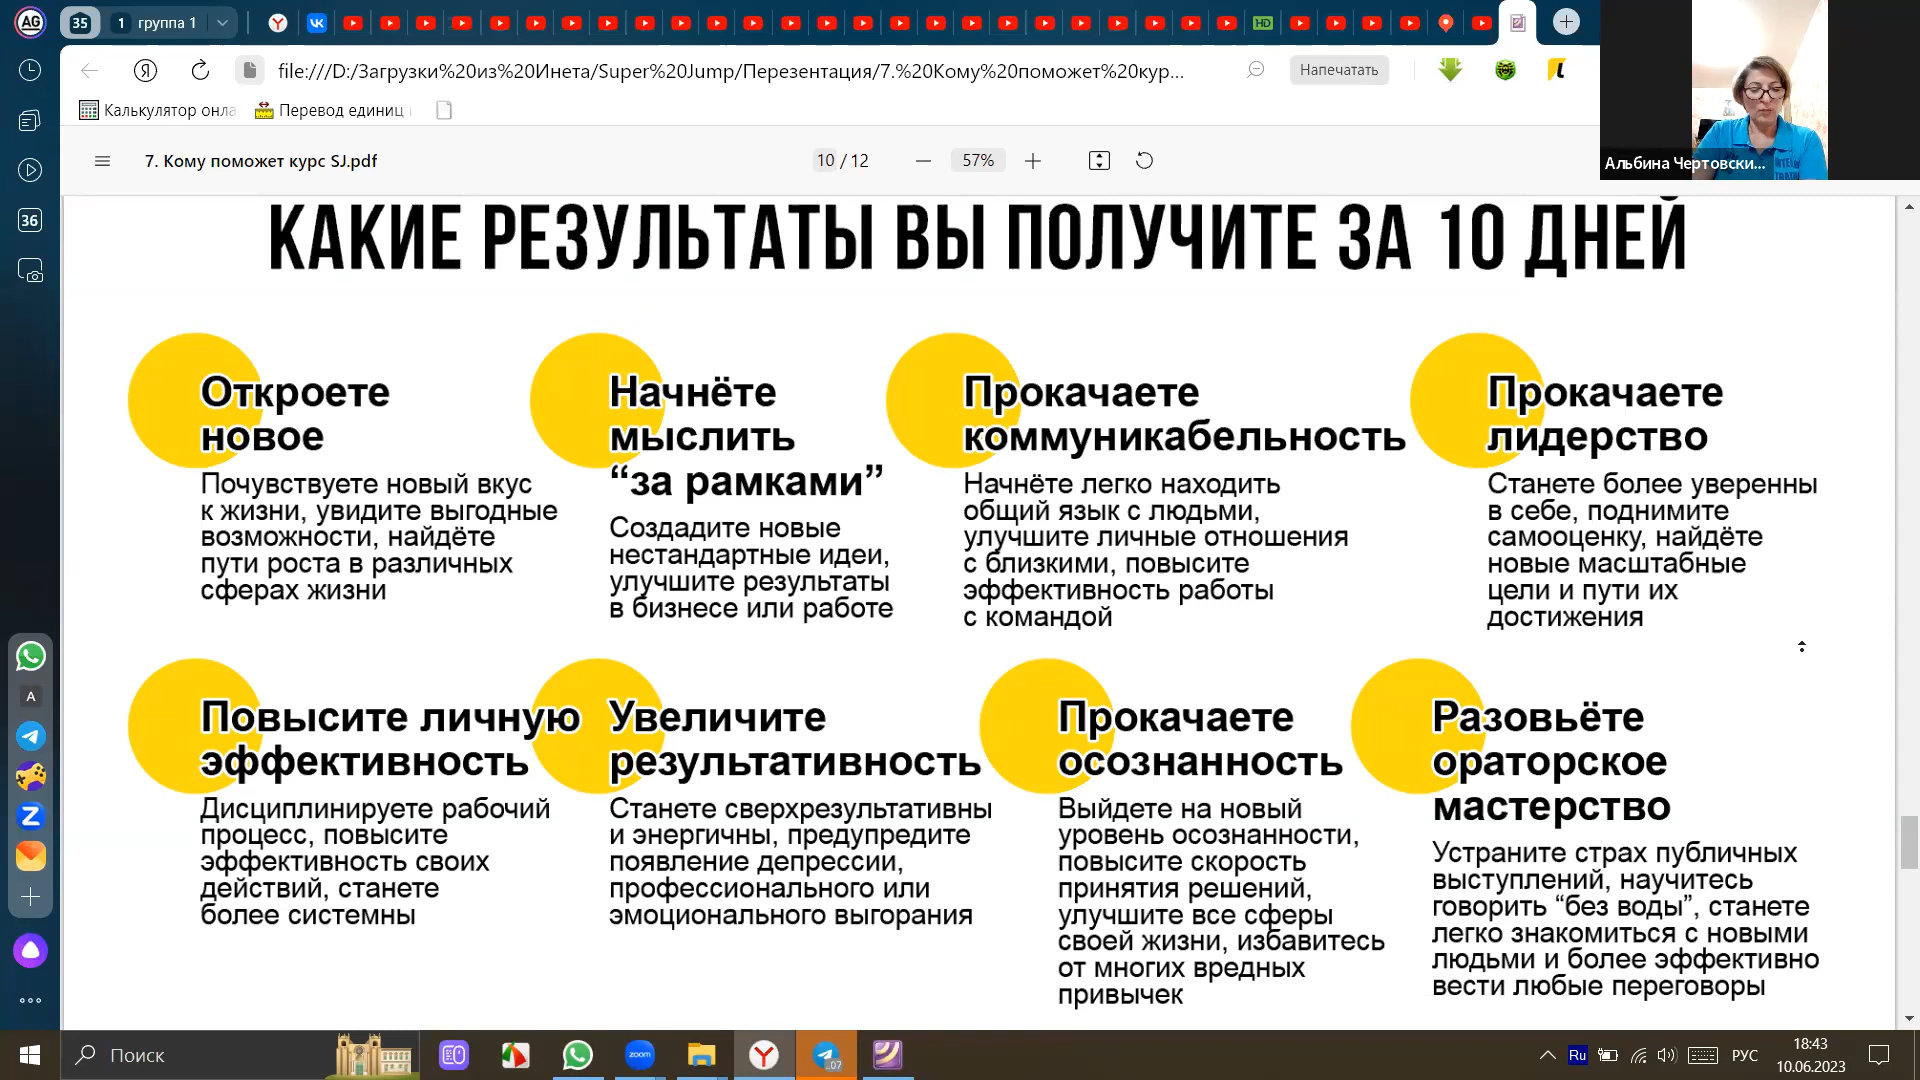 35
1 группа 1
HD
file:///D:/Загрузки%20из%20Инета/Super%20Jump/Перезентация/7.%20Кому%20поможет%20кур...
Напечатать
Калькулятор онла
Перевод единиц
7. Кому поможет курс SJ.pdf
10 / 12
57%
Альбина Чертовски...
36
КАКИЕ РЕЗУЛЬТАТЫ ВЫ ПОЛУЧИТЕ ЗА 10 ДНЕЙ
Откроете
новое
Почувствуете новый вкус
к жизни, увидите выгодные
возможности, найдёте
пути роста в различных
сферах жизни
Начнёте
мыслить
“за рамками”
Создадите новые
нестандартные идеи,
улучшите результаты
в бизнесе или работе
Прокачаете
коммуникабельность
Начнёте легко находить
общий язык с людьми,
улучшите личные отношения
с близкими, повысите
эффективность работы
с командой
Прокачаете
лидерство
Станете более уверенны
в себе, поднимите
самооценку, найдёте
новые масштабные
цели и пути их
достижения
Повысите личную
эффективность
Дисциплинируете рабочий
процесс, повысите
эффективность своих
действий, станете
более системны
Увеличите
результативность
Станете сверхрезультативны
и энергичны, предупредите
появление депрессии,
профессионального или
эмоционального выгорания
Прокачаете
осознанность
Выйдете на новый
уровень осознанности,
повысите скорость
принятия решений,
улучшите все сферы
своей жизни, избавитесь
от многих вредных
привычек
Разовьёте
ораторское
мастерство
Устраните страх публичных
выступлений, научитесь
говорить “без воды”, станете
легко знакомиться с новыми
людьми и более эффективно
вести любые переговоры
A
Поиск
zoom
Ru
РУС
18:43
10.06.2023